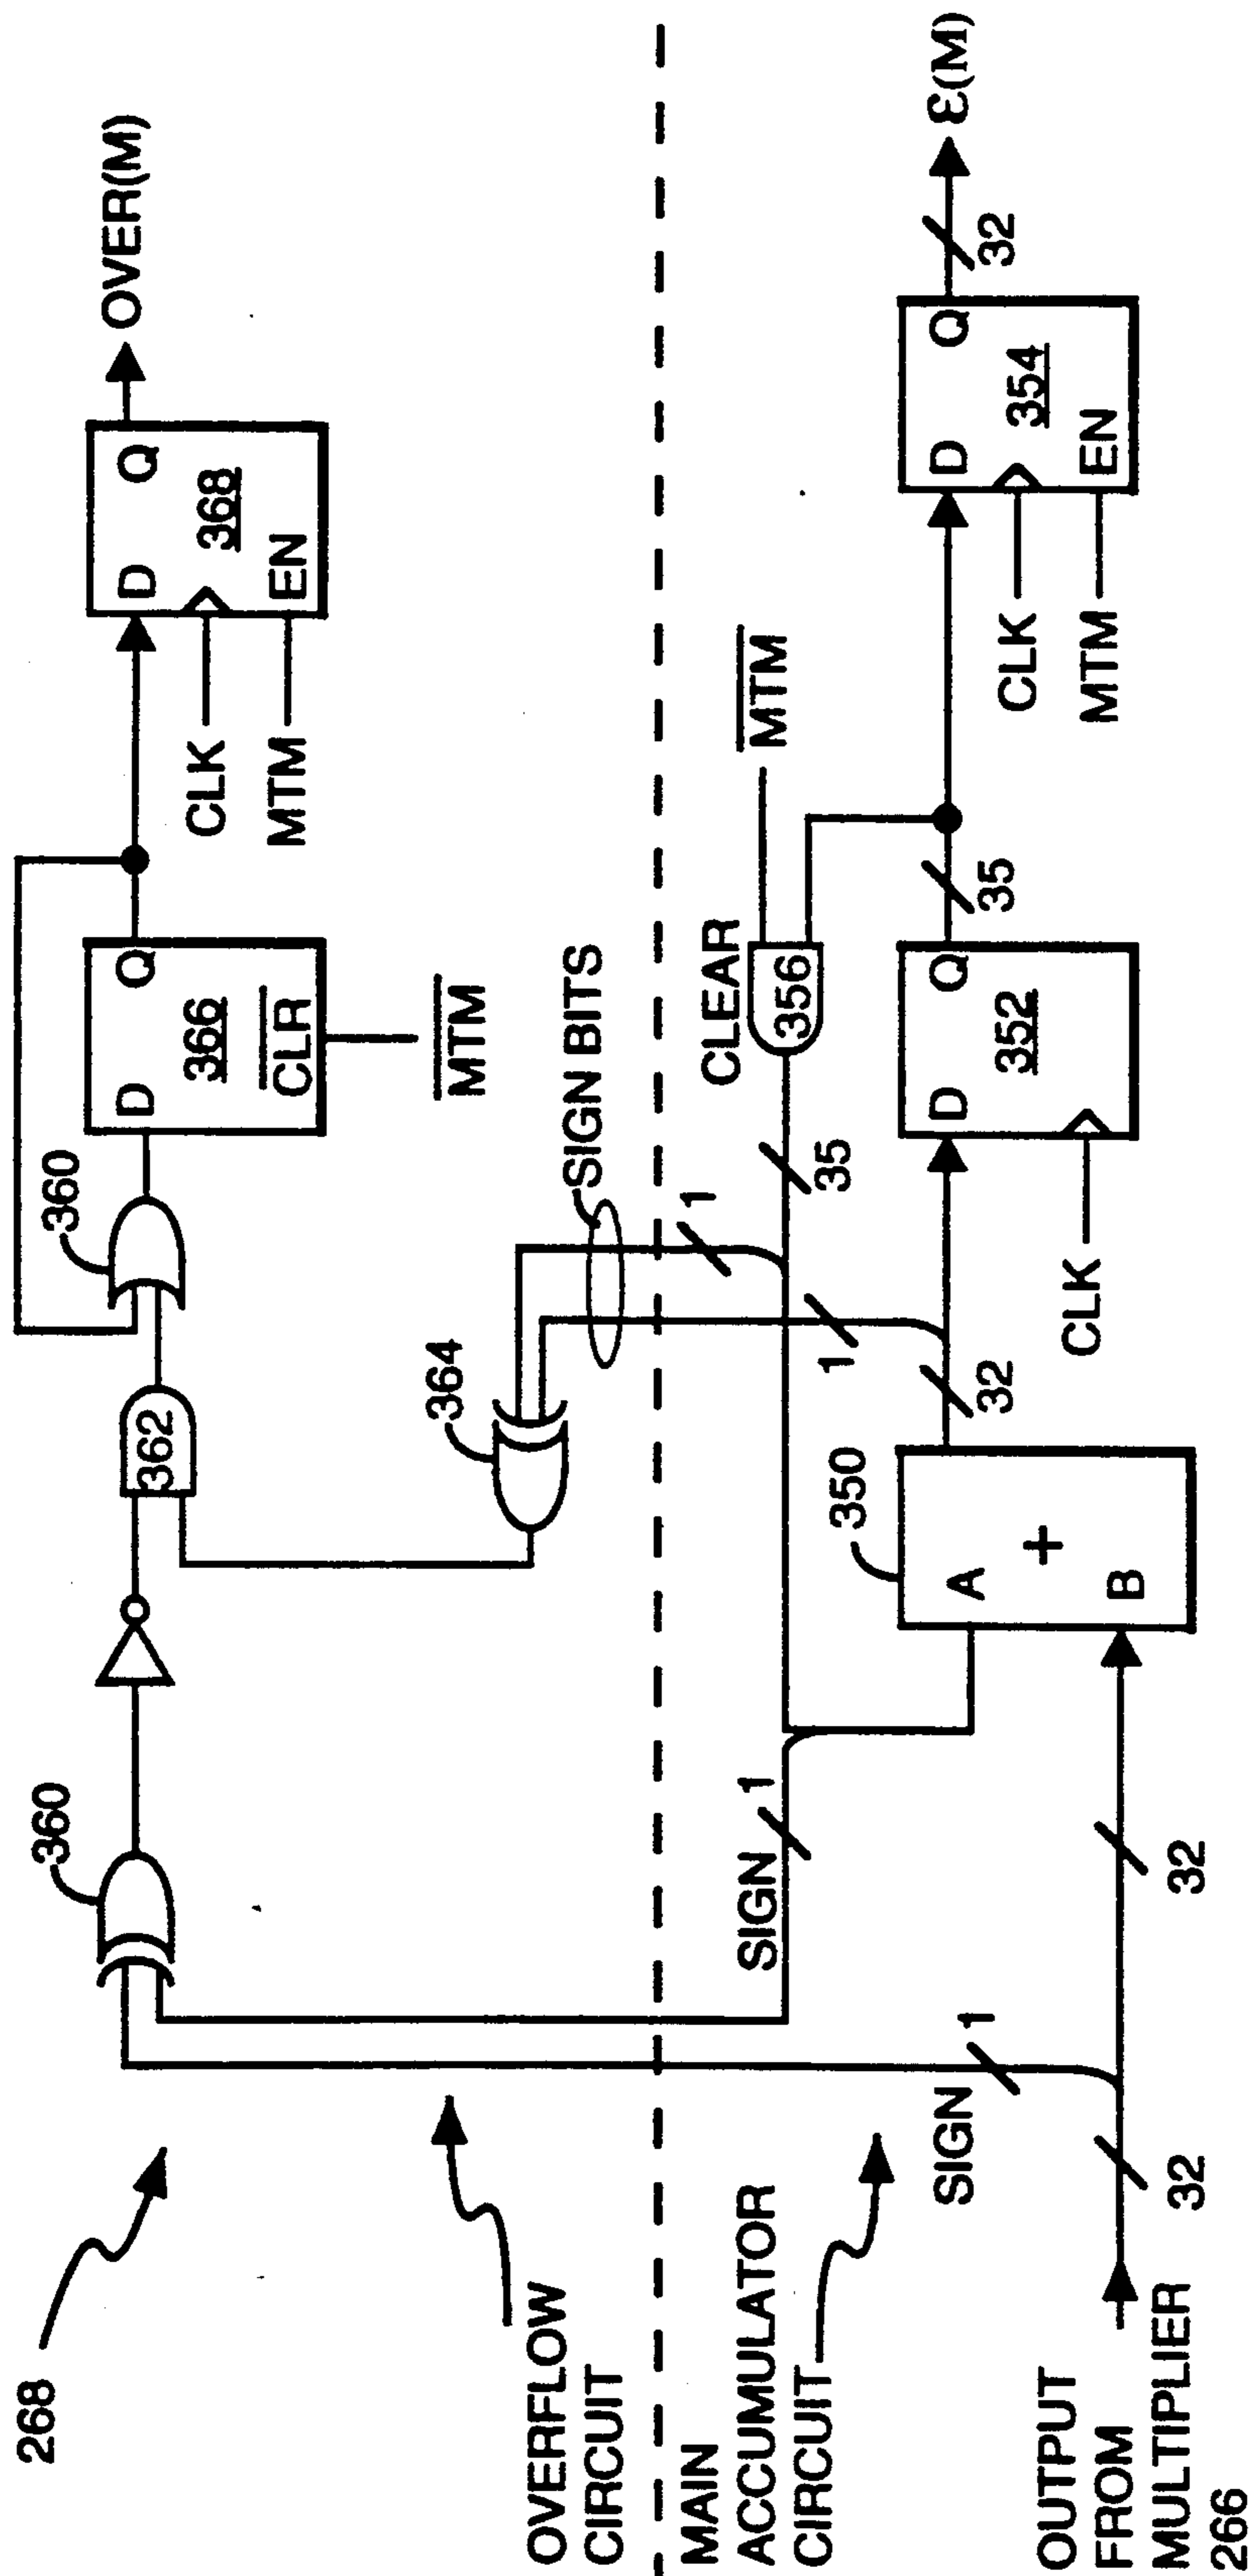 268
OVERFLOW
CIRCUIT
360
362
364
360
D
Q
366
CLR
MTM
D
Q
368
EN
CLK
MTM
OVER(M)
SIGN BITS
MAIN
ACCUMULATOR
CIRCUIT
SIGN
1
SIGN
1
1
1
35
CLEAR
356
MTM
OUTPUT
FROM
MULTIPLIER
266
32
32
350
A
+
B
32
D
Q
352
CLK
35
D
Q
354
EN
CLK
MTM
32
ε(M)